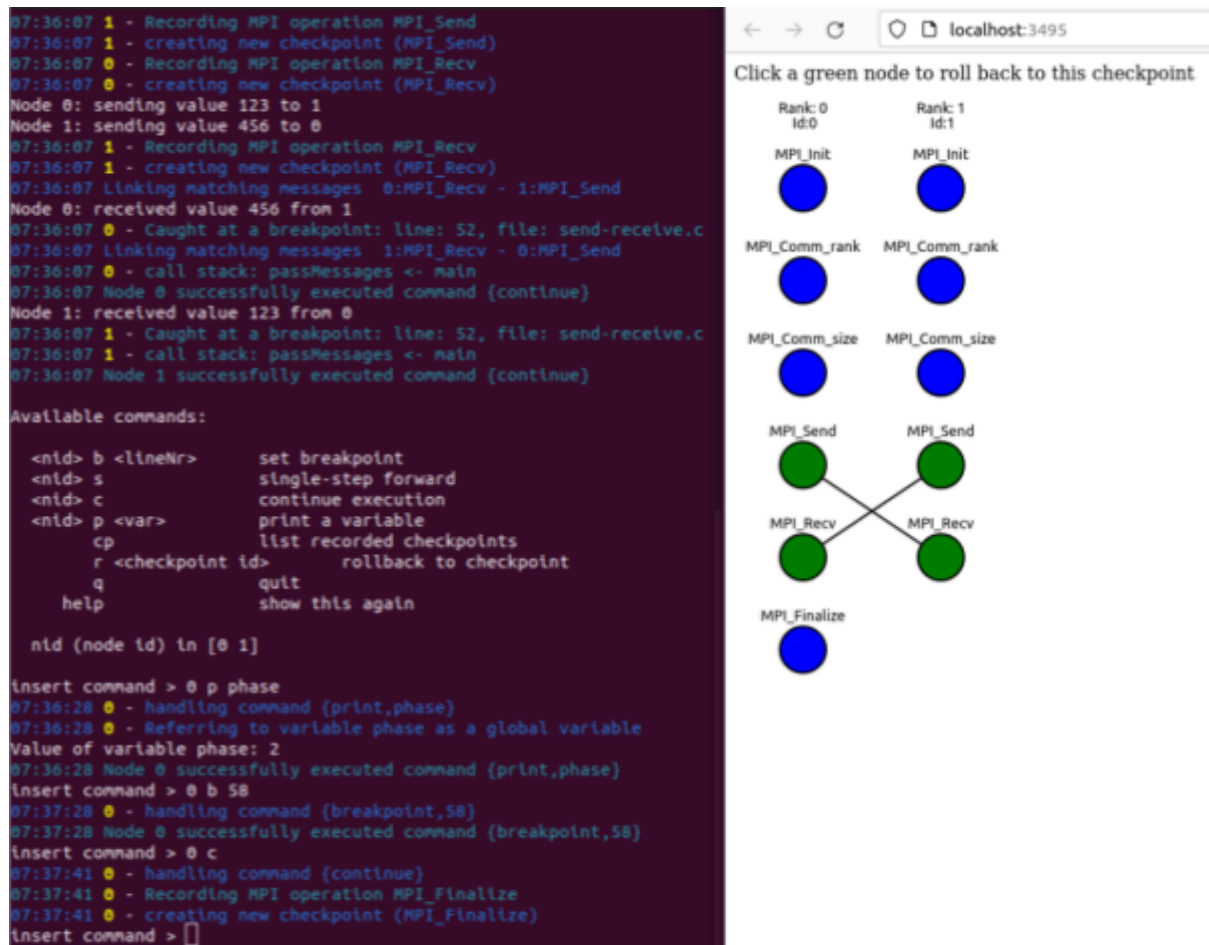 07:36:07 1 - Recording MPI operation MPI_Send
07:36:07 1 - creating new checkpoint (MPI_Send)
07:36:07 0 - Recording MPI operation MPI_Recv
07:36:07 0 - creating new checkpoint (MPI_Recv)
Node 0: sending value 123 to 1
Node 1: sending value 456 to 0
07:36:07 1 - Recording MPI operation MPI_Recv
07:36:07 1 - creating new checkpoint (MPI_Recv)
07:36:07 Linking matching messages 0:MPI_Recv - 1:MPI_Send
Node 0: received value 456 from 1
07:36:07 0 - Caught at a breakpoint: line: 52, file: send-receive.c
07:36:07 Linking matching messages 1:MPI_Recv - 0:MPI_Send
07:36:07 0 - call stack: passMessages <- main
07:36:07 Node 0 successfully executed command {continue}
Node 1: received value 123 from 0
07:36:07 1 - Caught at a breakpoint: line: 52, file: send-receive.c
07:36:07 1 - call stack: passMessages <- main
07:36:07 Node 1 successfully executed command {continue}
Available commands:
<nid> b <lineNr> set breakpoint
<nid> s single-step forward
<nid> c continue execution
<nid> p <var> print a variable
cp list recorded checkpoints
r <checkpoint id> rollback to checkpoint
q quit
help show this again
nid (node id) in [0 1]
insert command > 0 p phase
07:36:28 0 - handling command {print,phase}
07:36:28 0 - Referring to variable phase as a global variable
Value of variable phase: 2
07:36:28 Node 0 successfully executed command {print,phase}
insert command > 0 b 58
07:37:28 0 - handling command {breakpoint,58}
07:37:28 Node 0 successfully executed command {breakpoint,58}
insert command > 0 c
07:37:41 0 - handling command {continue}
07:37:41 0 - Recording MPI operation MPI_Finalize
07:37:41 0 - creating new checkpoint (MPI_Finalize)
insert command >
localhost:3495
Click a green node to roll back to this checkpoint
Rank: 0 Rank: 1
Id:0 Id:1
MPI_Init MPI_Init
MPI_Comm_rank MPI_Comm_rank
MPI_Comm_size MPI_Comm_size
MPI_Send MPI_Send
MPI_Recv MPI_Recv
MPI_Finalize